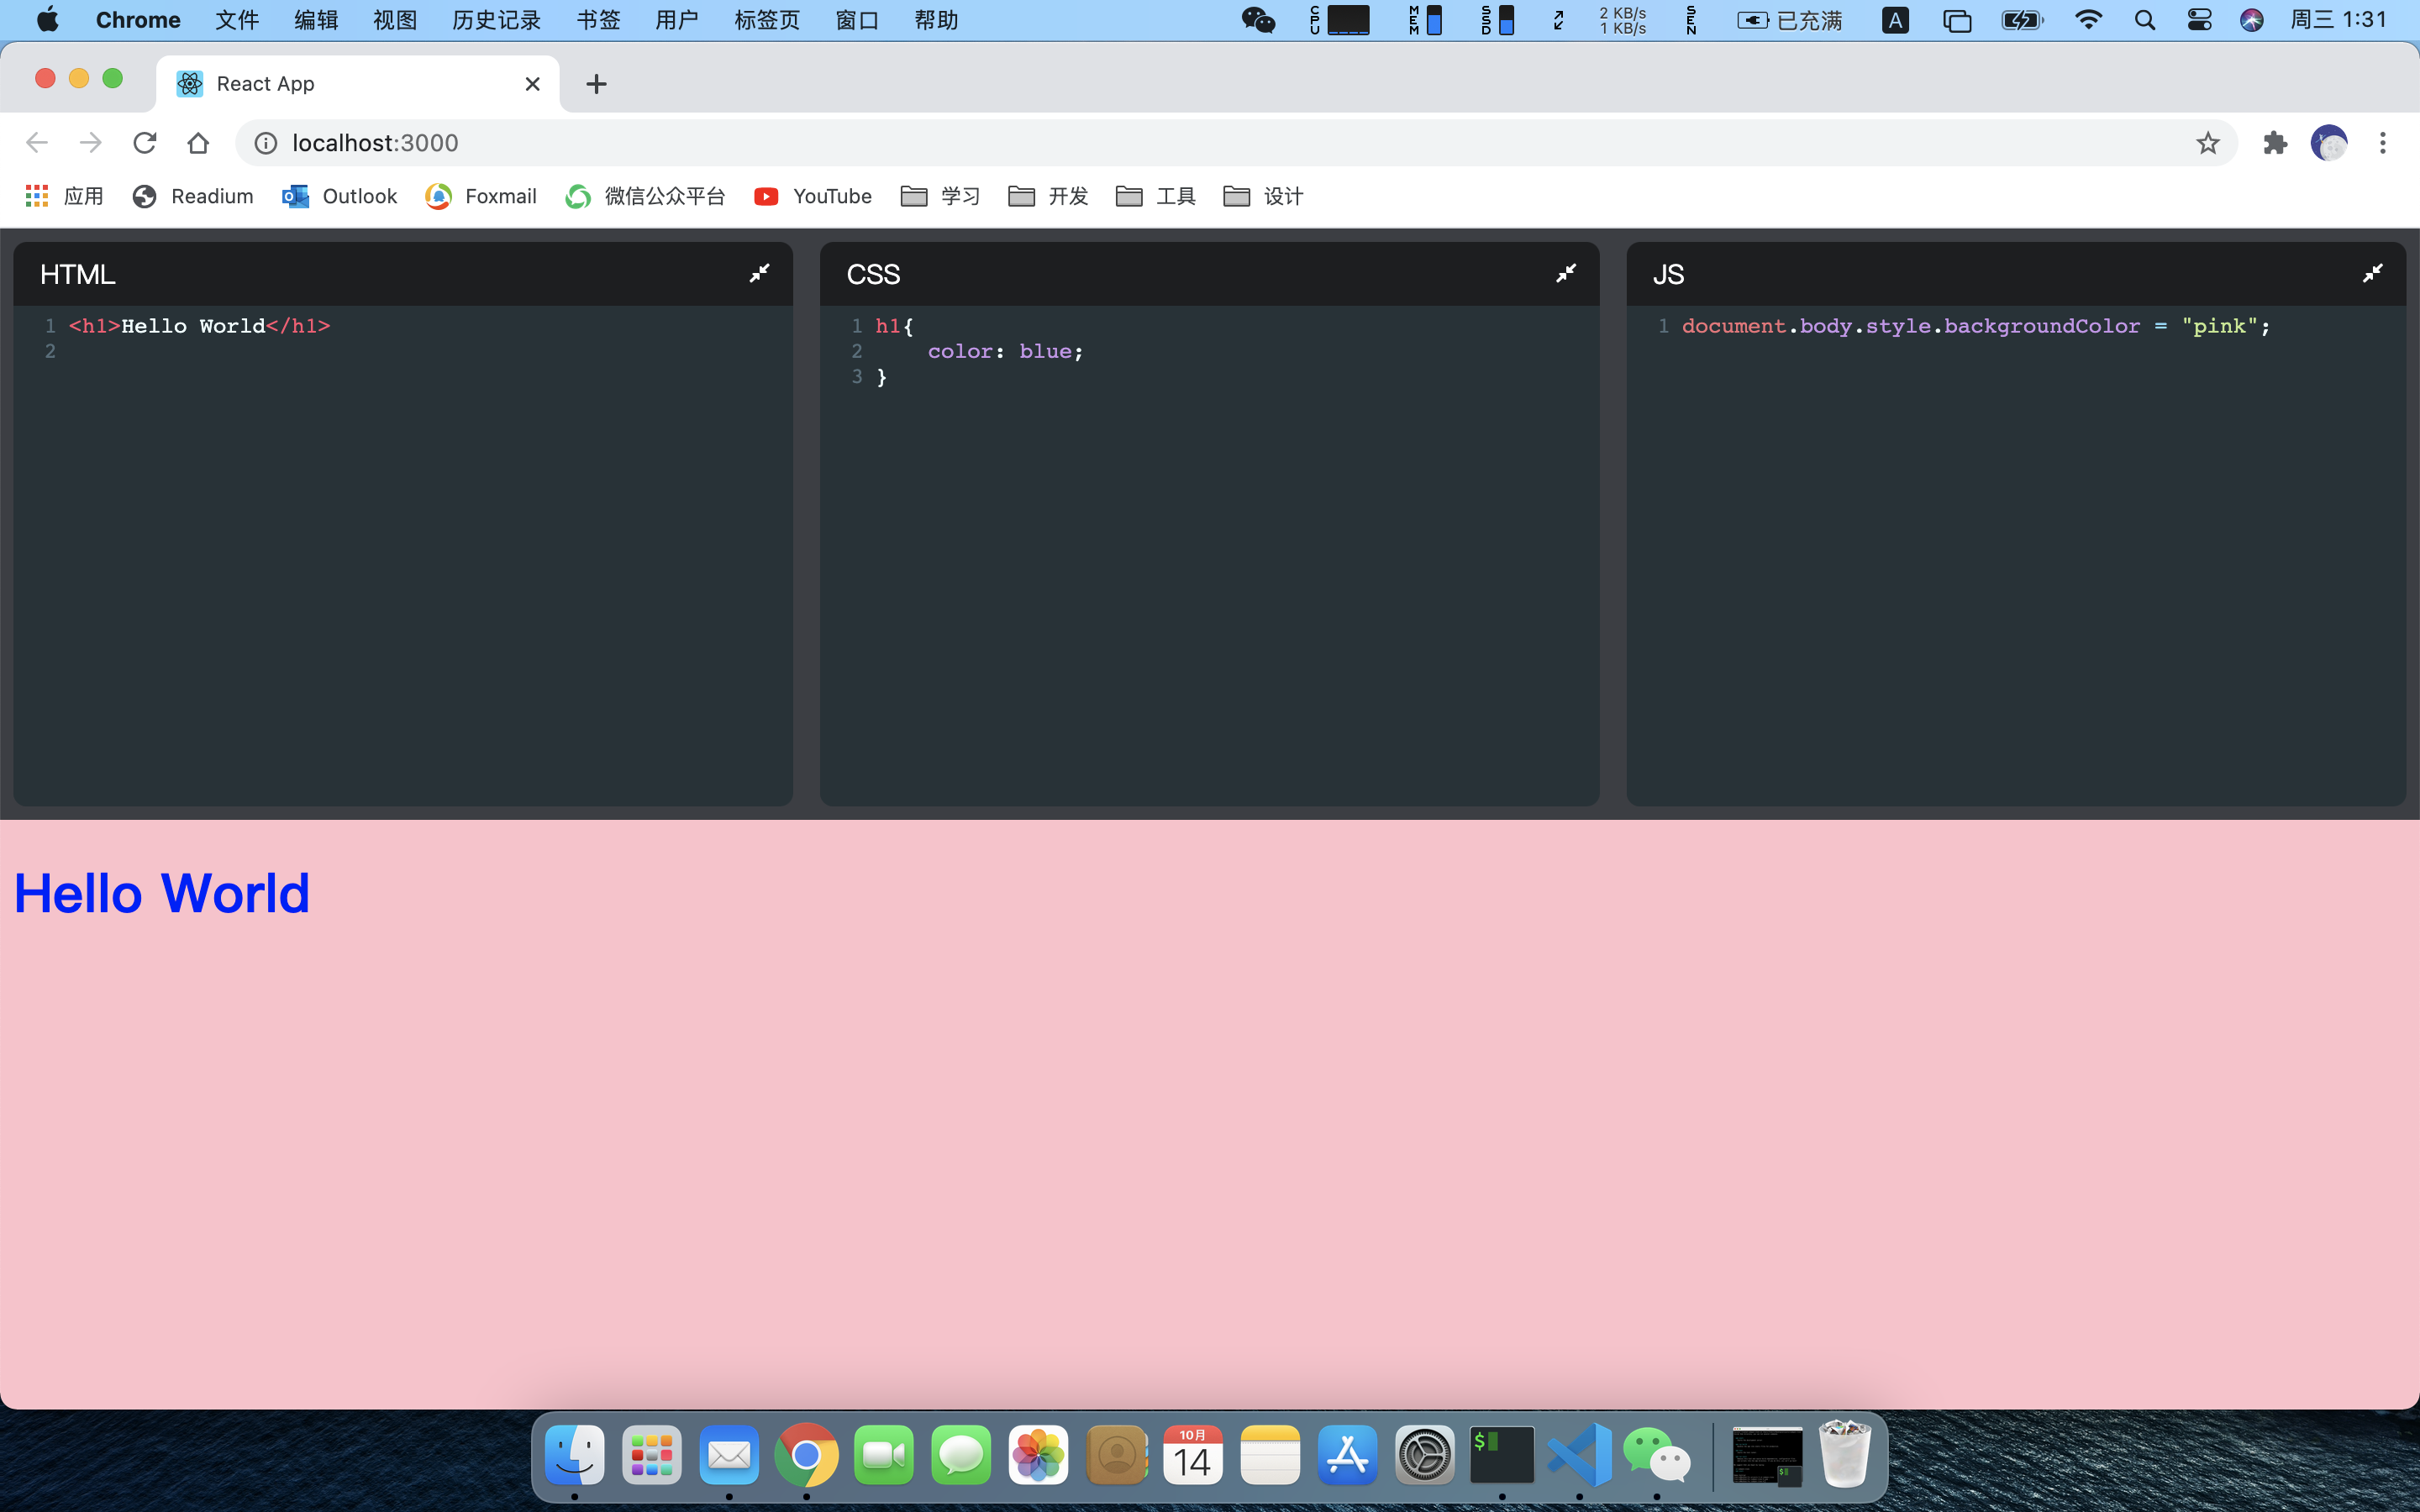 Chrome 文件 编辑 视图 历史记录 书签 用户 标签页 窗口 帮助 CPU MEM SSD 2 KB/s 1 KB/s SEN 已充满 A 周三 1:31
React App
localhost:3000
应用 Readium Outlook Foxmail 微信公众平台 YouTube 学习 开发 工具 设计
HTML
1 <h1>Hello World</h1>
2
CSS
1 h1{
2 color: blue;
3 }
JS
1 document.body.style.backgroundColor = "pink";
Hello World
10月
14
$